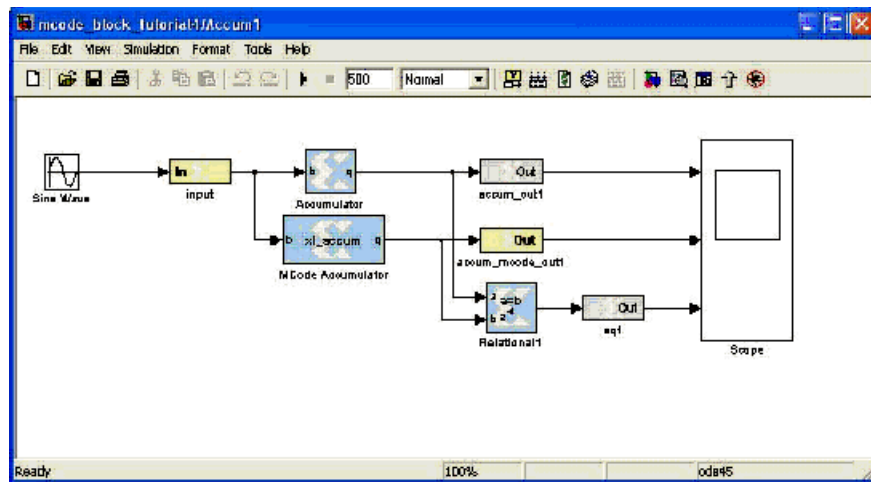 mcode_block_tutorial1/Accum1
File Edit View Simulation Format Tools Help
500 Normal
Sine Wave
In
input
b q
Accumulator
b xl_accum q
MCode Accumulator
Out
accum_out1
Out
accum_mcode_out1
a a=b
b
Relational1
Out
eq1
Scope
Ready 100% ode45